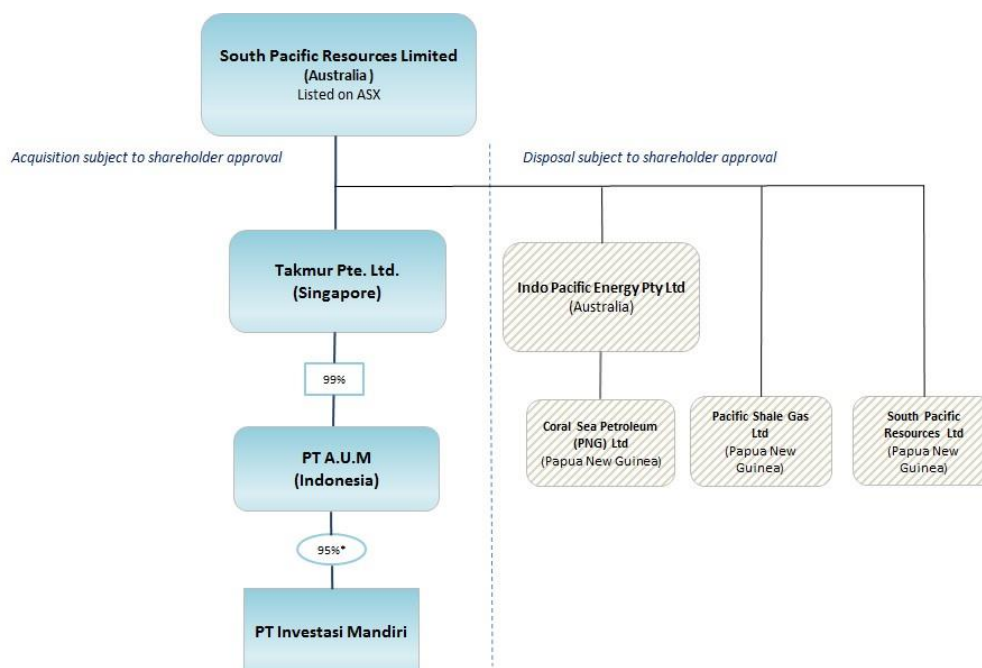 South Pacific Resources Limited
(Australia)
Listed on ASX
Acquisition subject to shareholder approval
Disposal subject to shareholder approval
Takmur Pte. Ltd.
(Singapore)
Indo Pacific Energy Pty Ltd
(Australia)
99%
Coral Sea Petroleum
(PNG) Ltd
(Papua New Guinea)
Pacific Shale Gas
Ltd
(Papua New
Guinea)
South Pacific
Resources Ltd
(Papua New
Guinea)
PT A.U.M
(Indonesia)
95%*
PT Investasi Mandiri